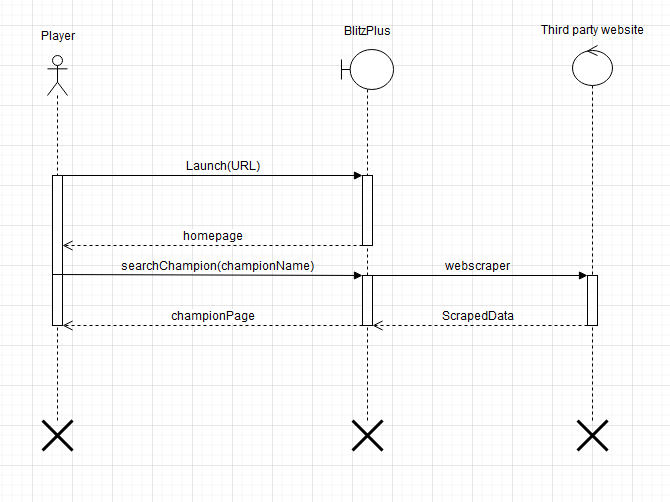 Player
BlitzPlus
Third party website
Launch(URL)
homepage
searchChampion(championName)
webscraper
championPage
ScrapedData